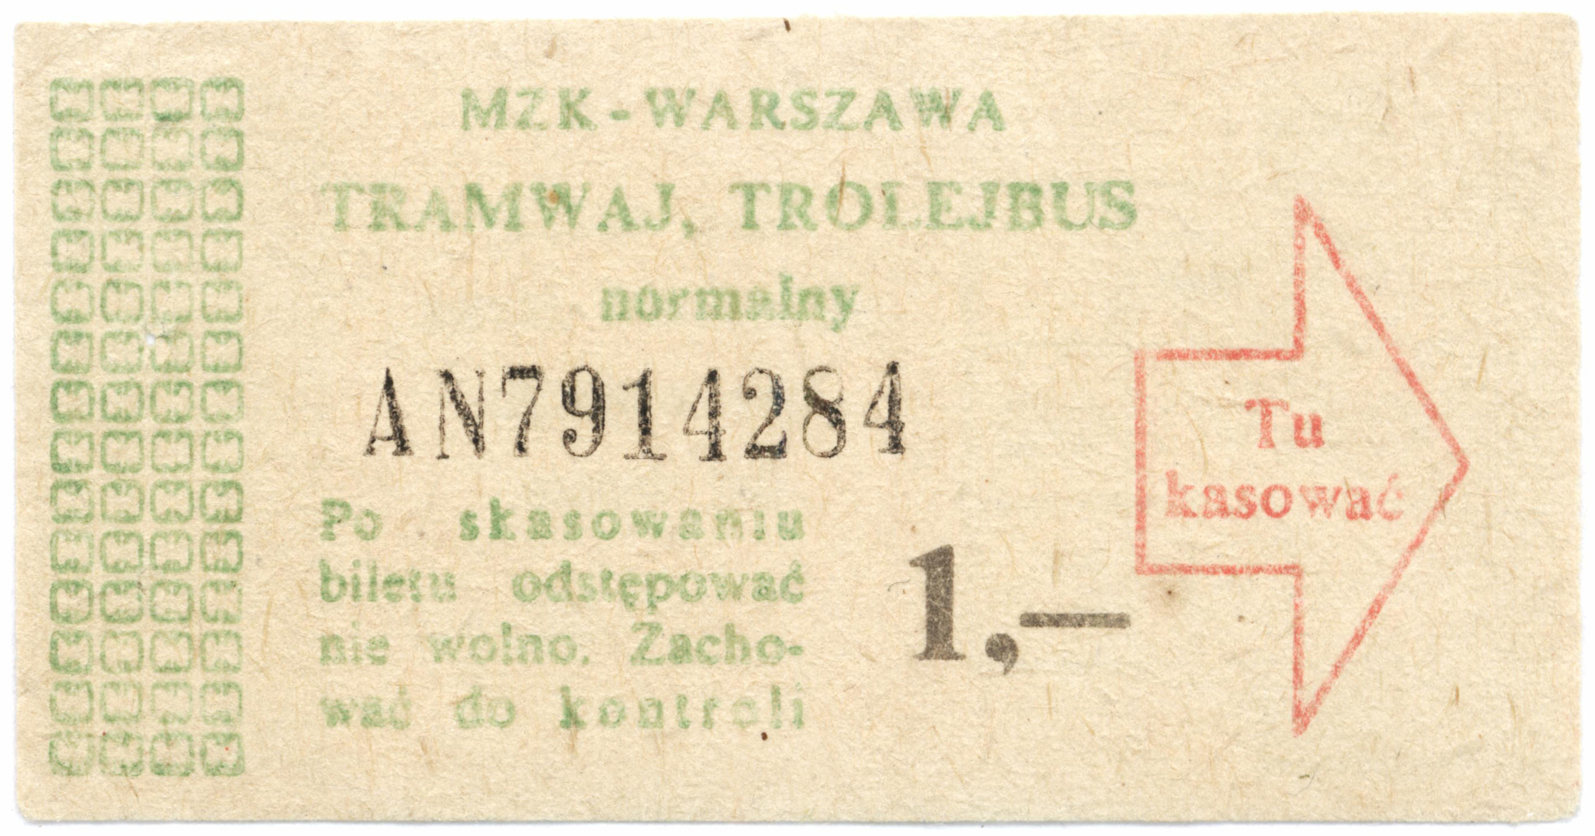 MZK-WARSZAWA
TRAMWAJ, TROLEJBUS
normalny
AN7914284
Po skasowaniu
biletu odstępować
nie wolno. Zacho-
wać do kontroli
1,—
Tu
kasować